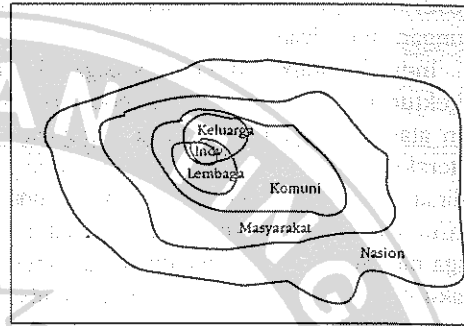 Keluarga
Indv
Lembaga
Komuni
Masyarakat
Nasion